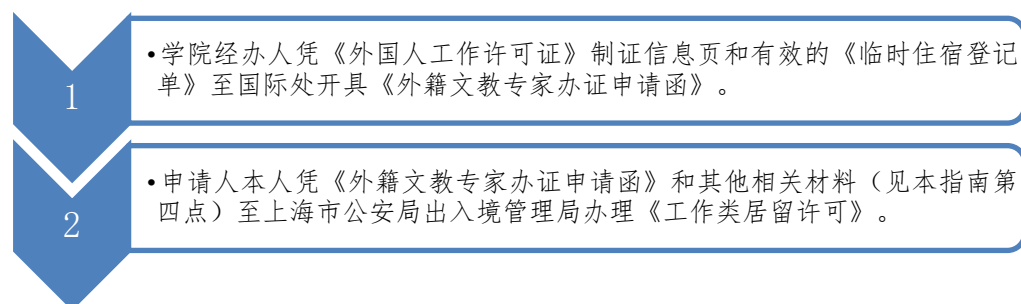 1
•学院经办人凭《外国人工作许可证》制证信息页和有效的《临时住宿登记
单》至国际处开具《外籍文教专家办证申请函》。
2
•申请人本人凭《外籍文教专家办证申请函》和其他相关材料（见本指南第
四点）至上海市公安局出入境管理局办理《工作类居留许可》。